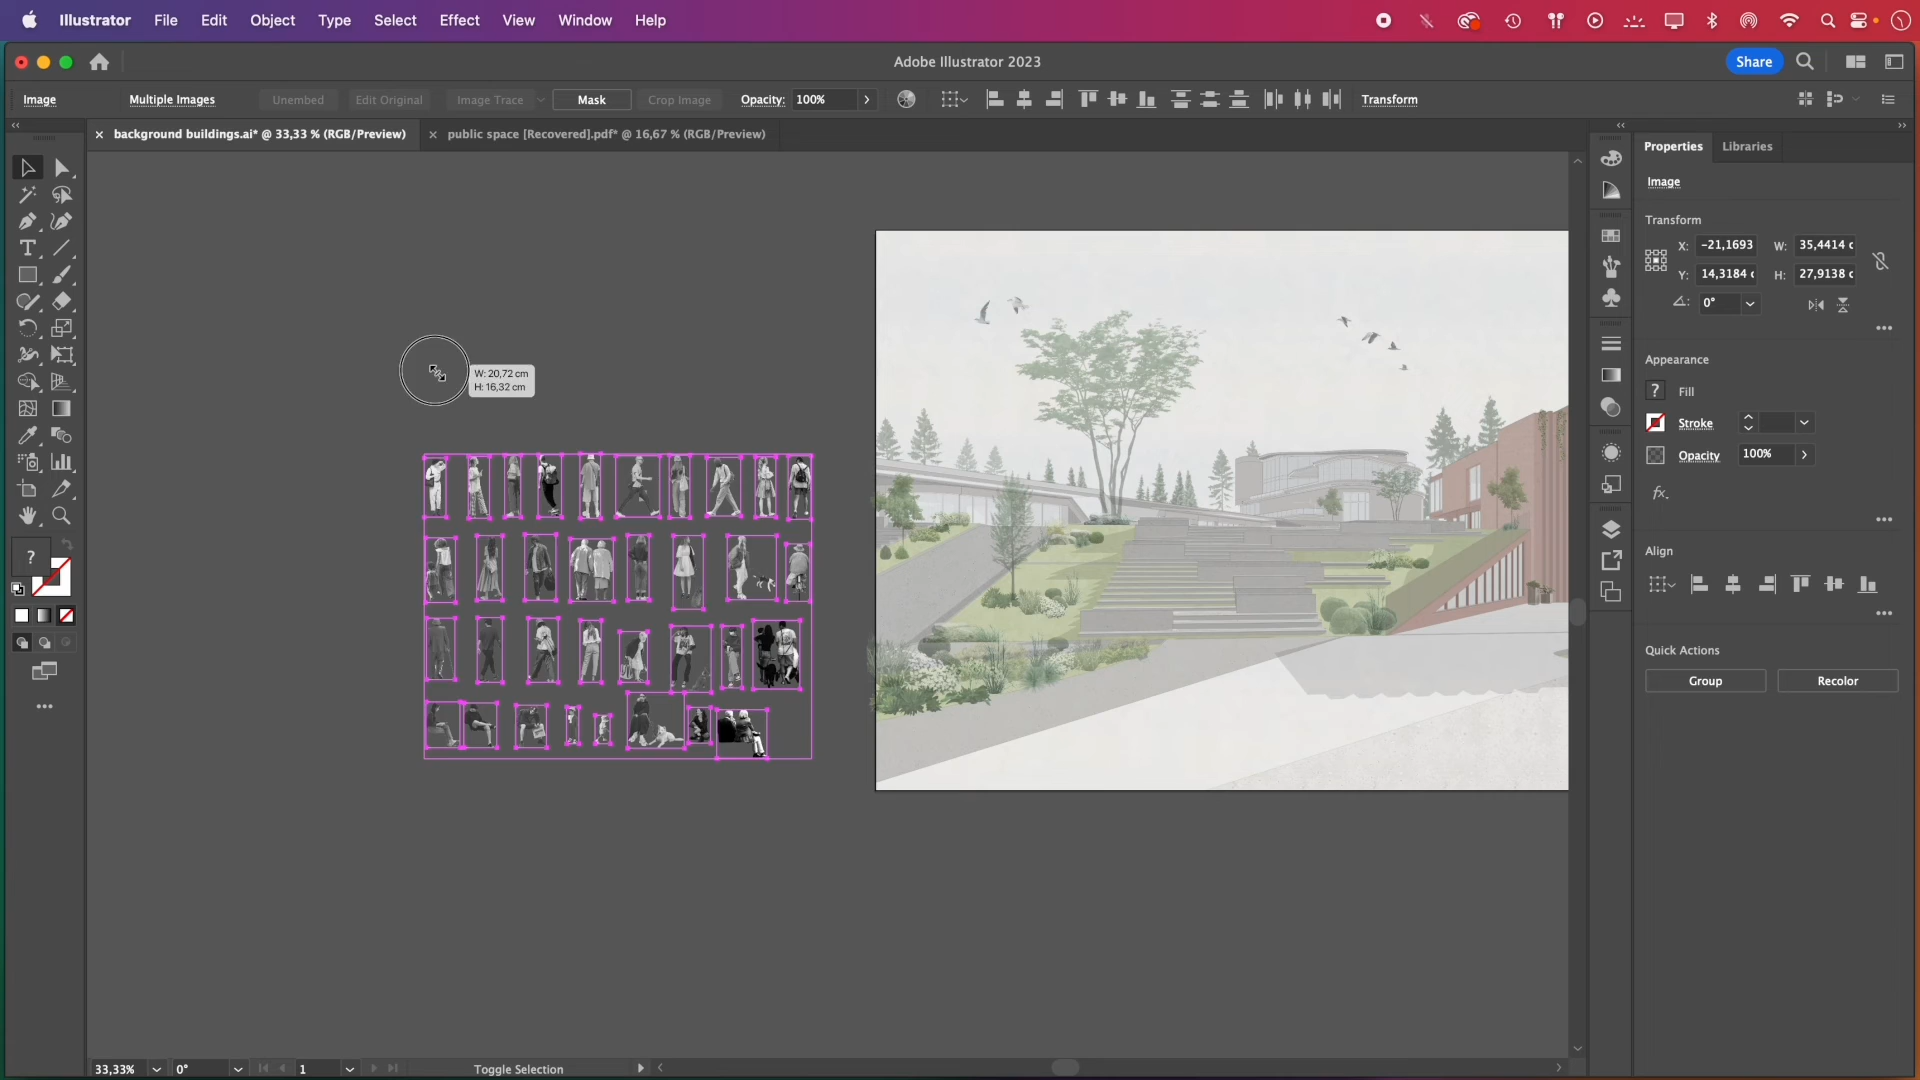 Illustrator File Edit Object Type Select Effect View Window Help
Adobe Illustrator 2023
Share
Image Multiple Images Unembed Edit Original Image Trace Mask Crop Image Opacity: 100% Transform
background buildings.ai* @ 33,33 % (RGB/Preview) public space [Recovered].pdf* @ 16,67 % (RGB/Preview)
W: 20,72 cm
H: 16,32 cm
Properties Libraries
Image
Transform
X: -21,1693 W: 35,4414 c
Y: 14,3184 c H: 27,9138 c
0°
Appearance
? Fill
Stroke
Opacity 100%
fx.
Align
Quick Actions
Group Recolor
?
33,33% 0° 1 Toggle Selection